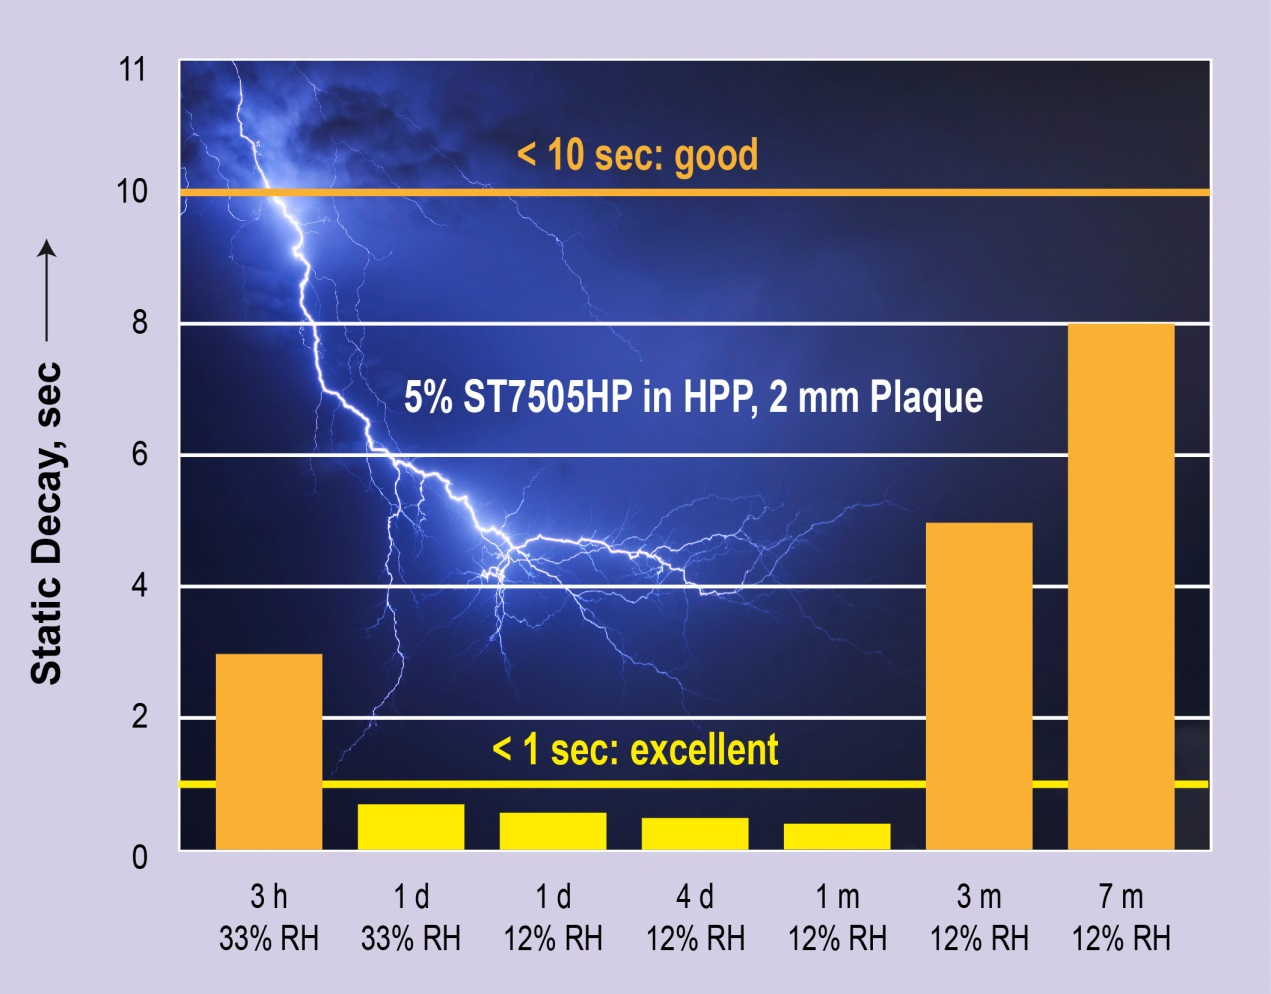 11
< 10 sec: good
10
8
5% ST7505HP in HPP, 2 mm Plaque
6
4
2
< 1 sec: excellent
0
Static Decay, sec
3 h 1 d 1 d 4 d 1 m 3 m 7 m
33% RH 33% RH 12% RH 12% RH 12% RH 12% RH 12% RH